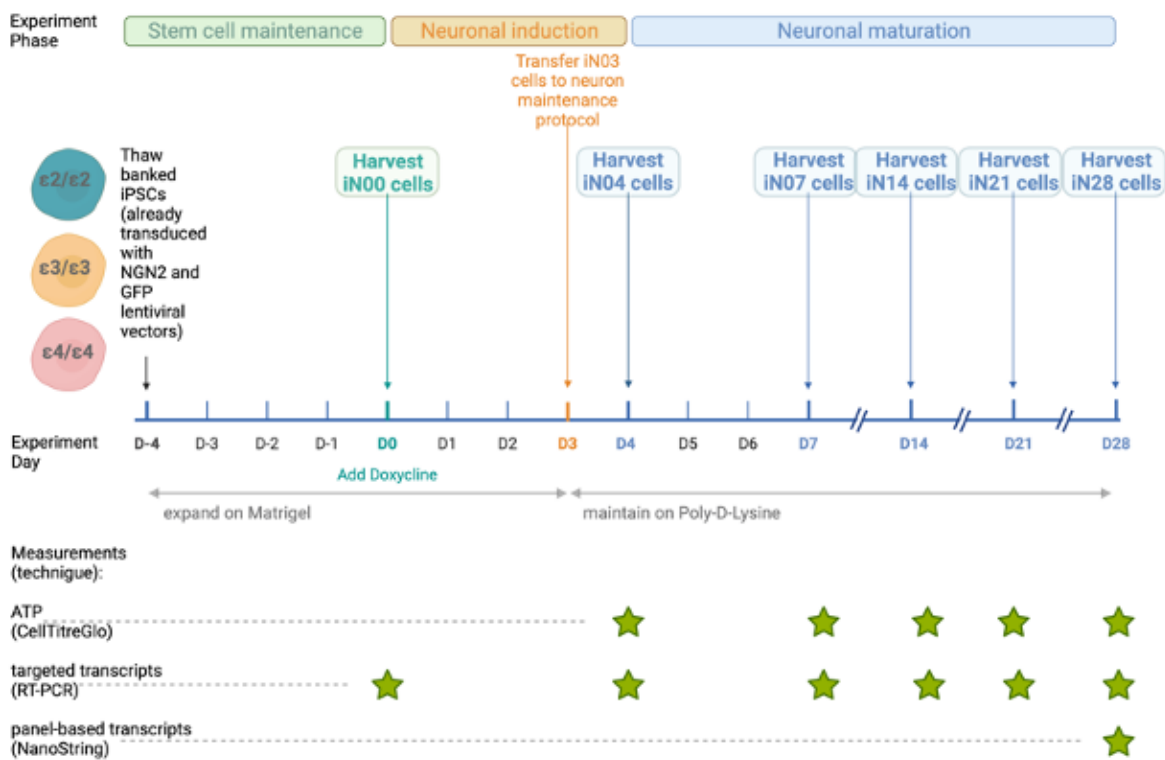 Experiment
Phase
Stem cell maintenance
Neuronal induction
Neuronal maturation
Transfer iN03
cells to neuron
maintenance
protocol
ε2/ε2
ε3/ε3
ε4/ε4
Thaw
banked
iPSCs
(already
transduced
with
NGN2 and
GFP
lentiviral
vectors)
Harvest
iN00 cells
Harvest
iN04 cells
Harvest
iN07 cells
Harvest
iN14 cells
Harvest
iN21 cells
Harvest
iN28 cells
Experiment
Day
D-4
D-3
D-2
D-1
D0
D1
D2
D3
D4
D5
D6
D7
D14
D21
D28
Add Doxycline
expand on Matrigel
maintain on Poly-D-Lysine
Measurements
(technigue):
ATP
(CellTitreGlo)
targeted transcripts
(RT-PCR)
panel-based transcripts
(NanoString)